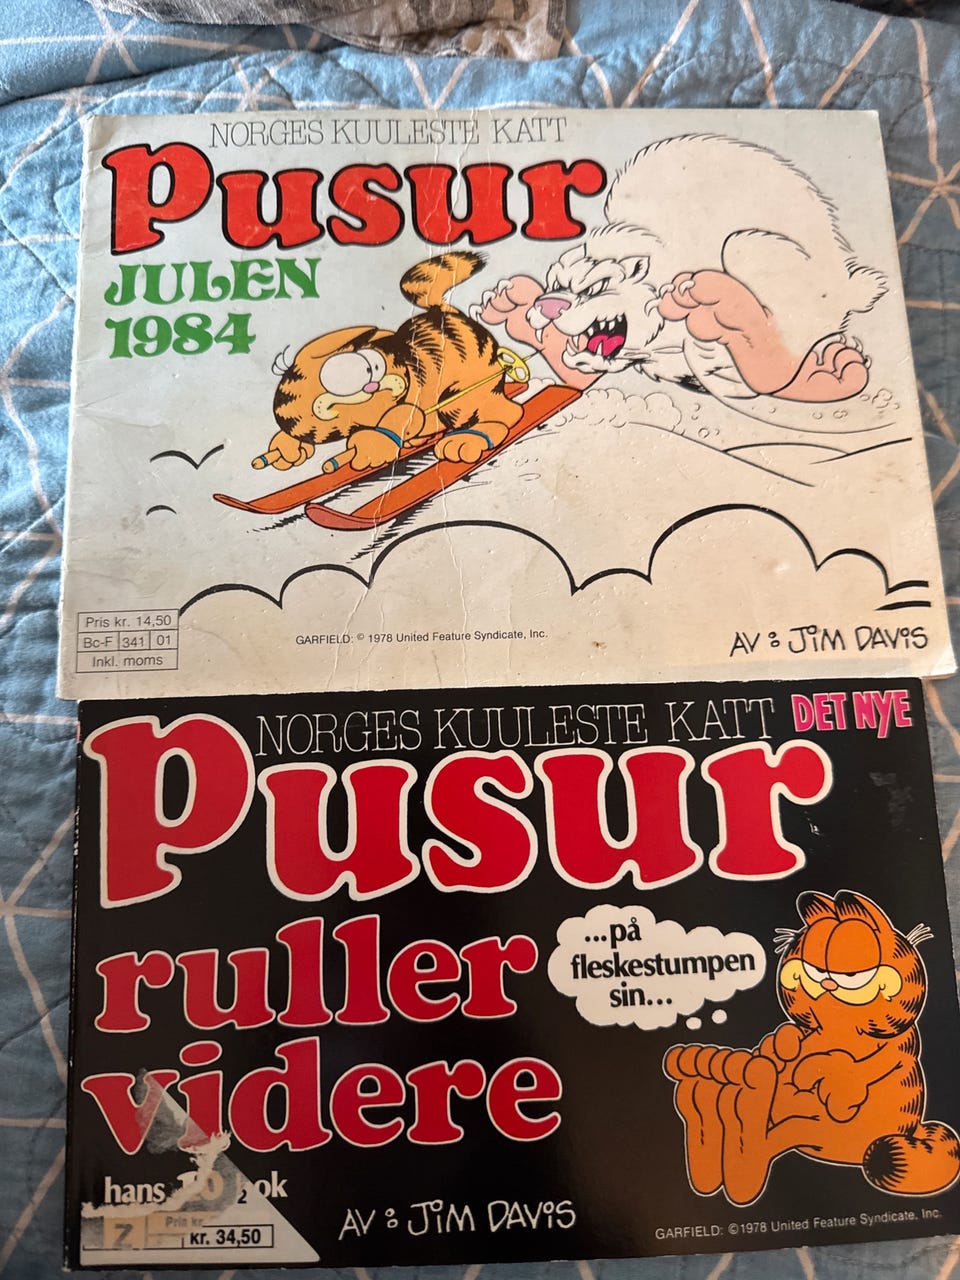 NORGES KUULESTE KATT
Pusur
JULEN
1984
Pris kr. 14,50
Bc-F 341 01
Inkl. moms
GARFIELD: © 1978 United Feature Syndicate, Inc.
AV : JIM DAVIS
NORGES KUULESTE KATT DET NYE
Pusur
ruller
videre
...på
fleskestumpen
sin...
hans
Z Pris kr.
kr. 34,50
AV : JIM DAVIS
GARFIELD: ©1978 United Feature Syndicate, Inc.